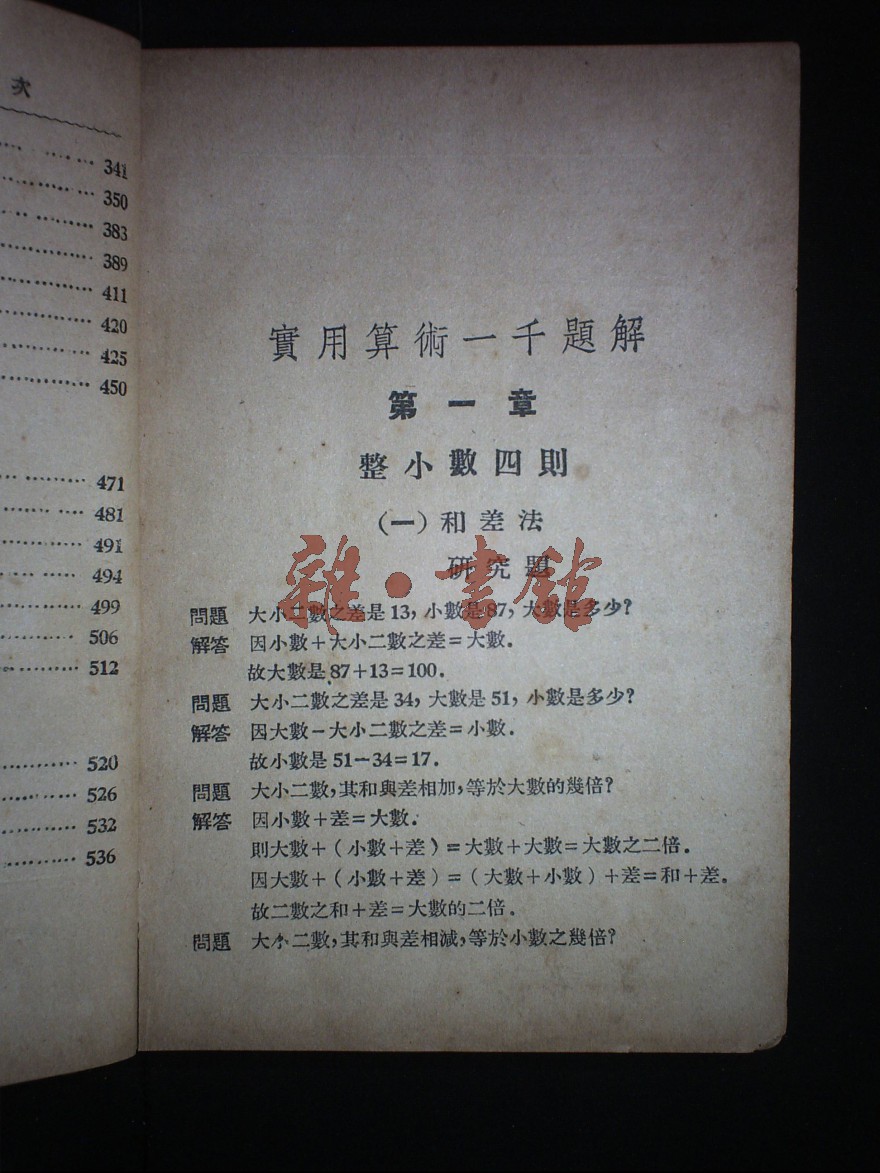 次
341
350
383
389
411
420
425
450
471
481
491
494
499
506
512
520
526
532
536
實用算術一千題解
第一章
整小數四則
(一)和差法
研究題
雜·書館
問題 大小二數之差是13, 小數是87, 大數是多少?
解答 因小數+大小二數之差=大數.
故大數是87+13=100.
問題 大小二數之差是34, 大數是51, 小數是多少?
解答 因大數-大小二數之差=小數.
故小數是51-34=17.
問題 大小二數,其和與差相加,等於大數的幾倍?
解答 因小數+差=大數.
則大數+(小數+差)=大數+大數=大數之二倍.
因大數+(小數+差)=(大數+小數)+差=和+差.
故二數之和+差=大數的二倍.
問題 大小二數,其和與差相減,等於小數之幾倍?